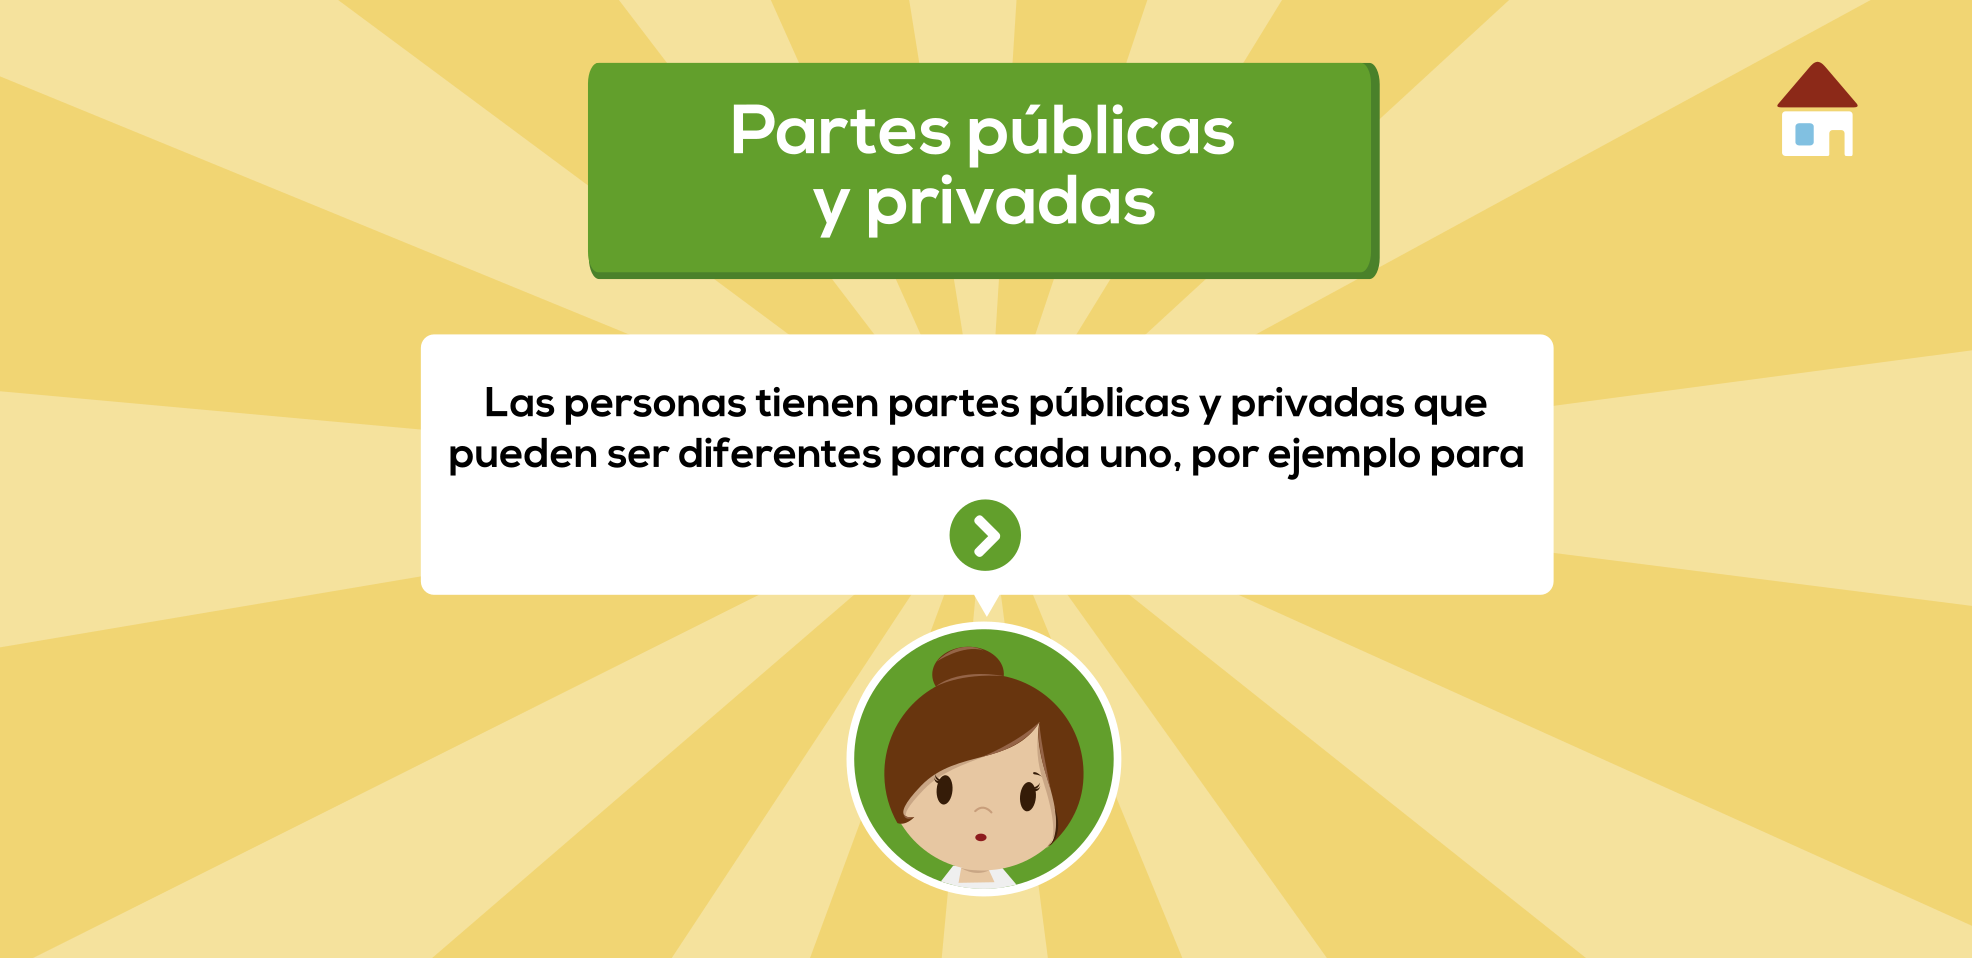 Partes públicas
y privadas
Las personas tienen partes públicas y privadas que
pueden ser diferentes para cada uno, por ejemplo para